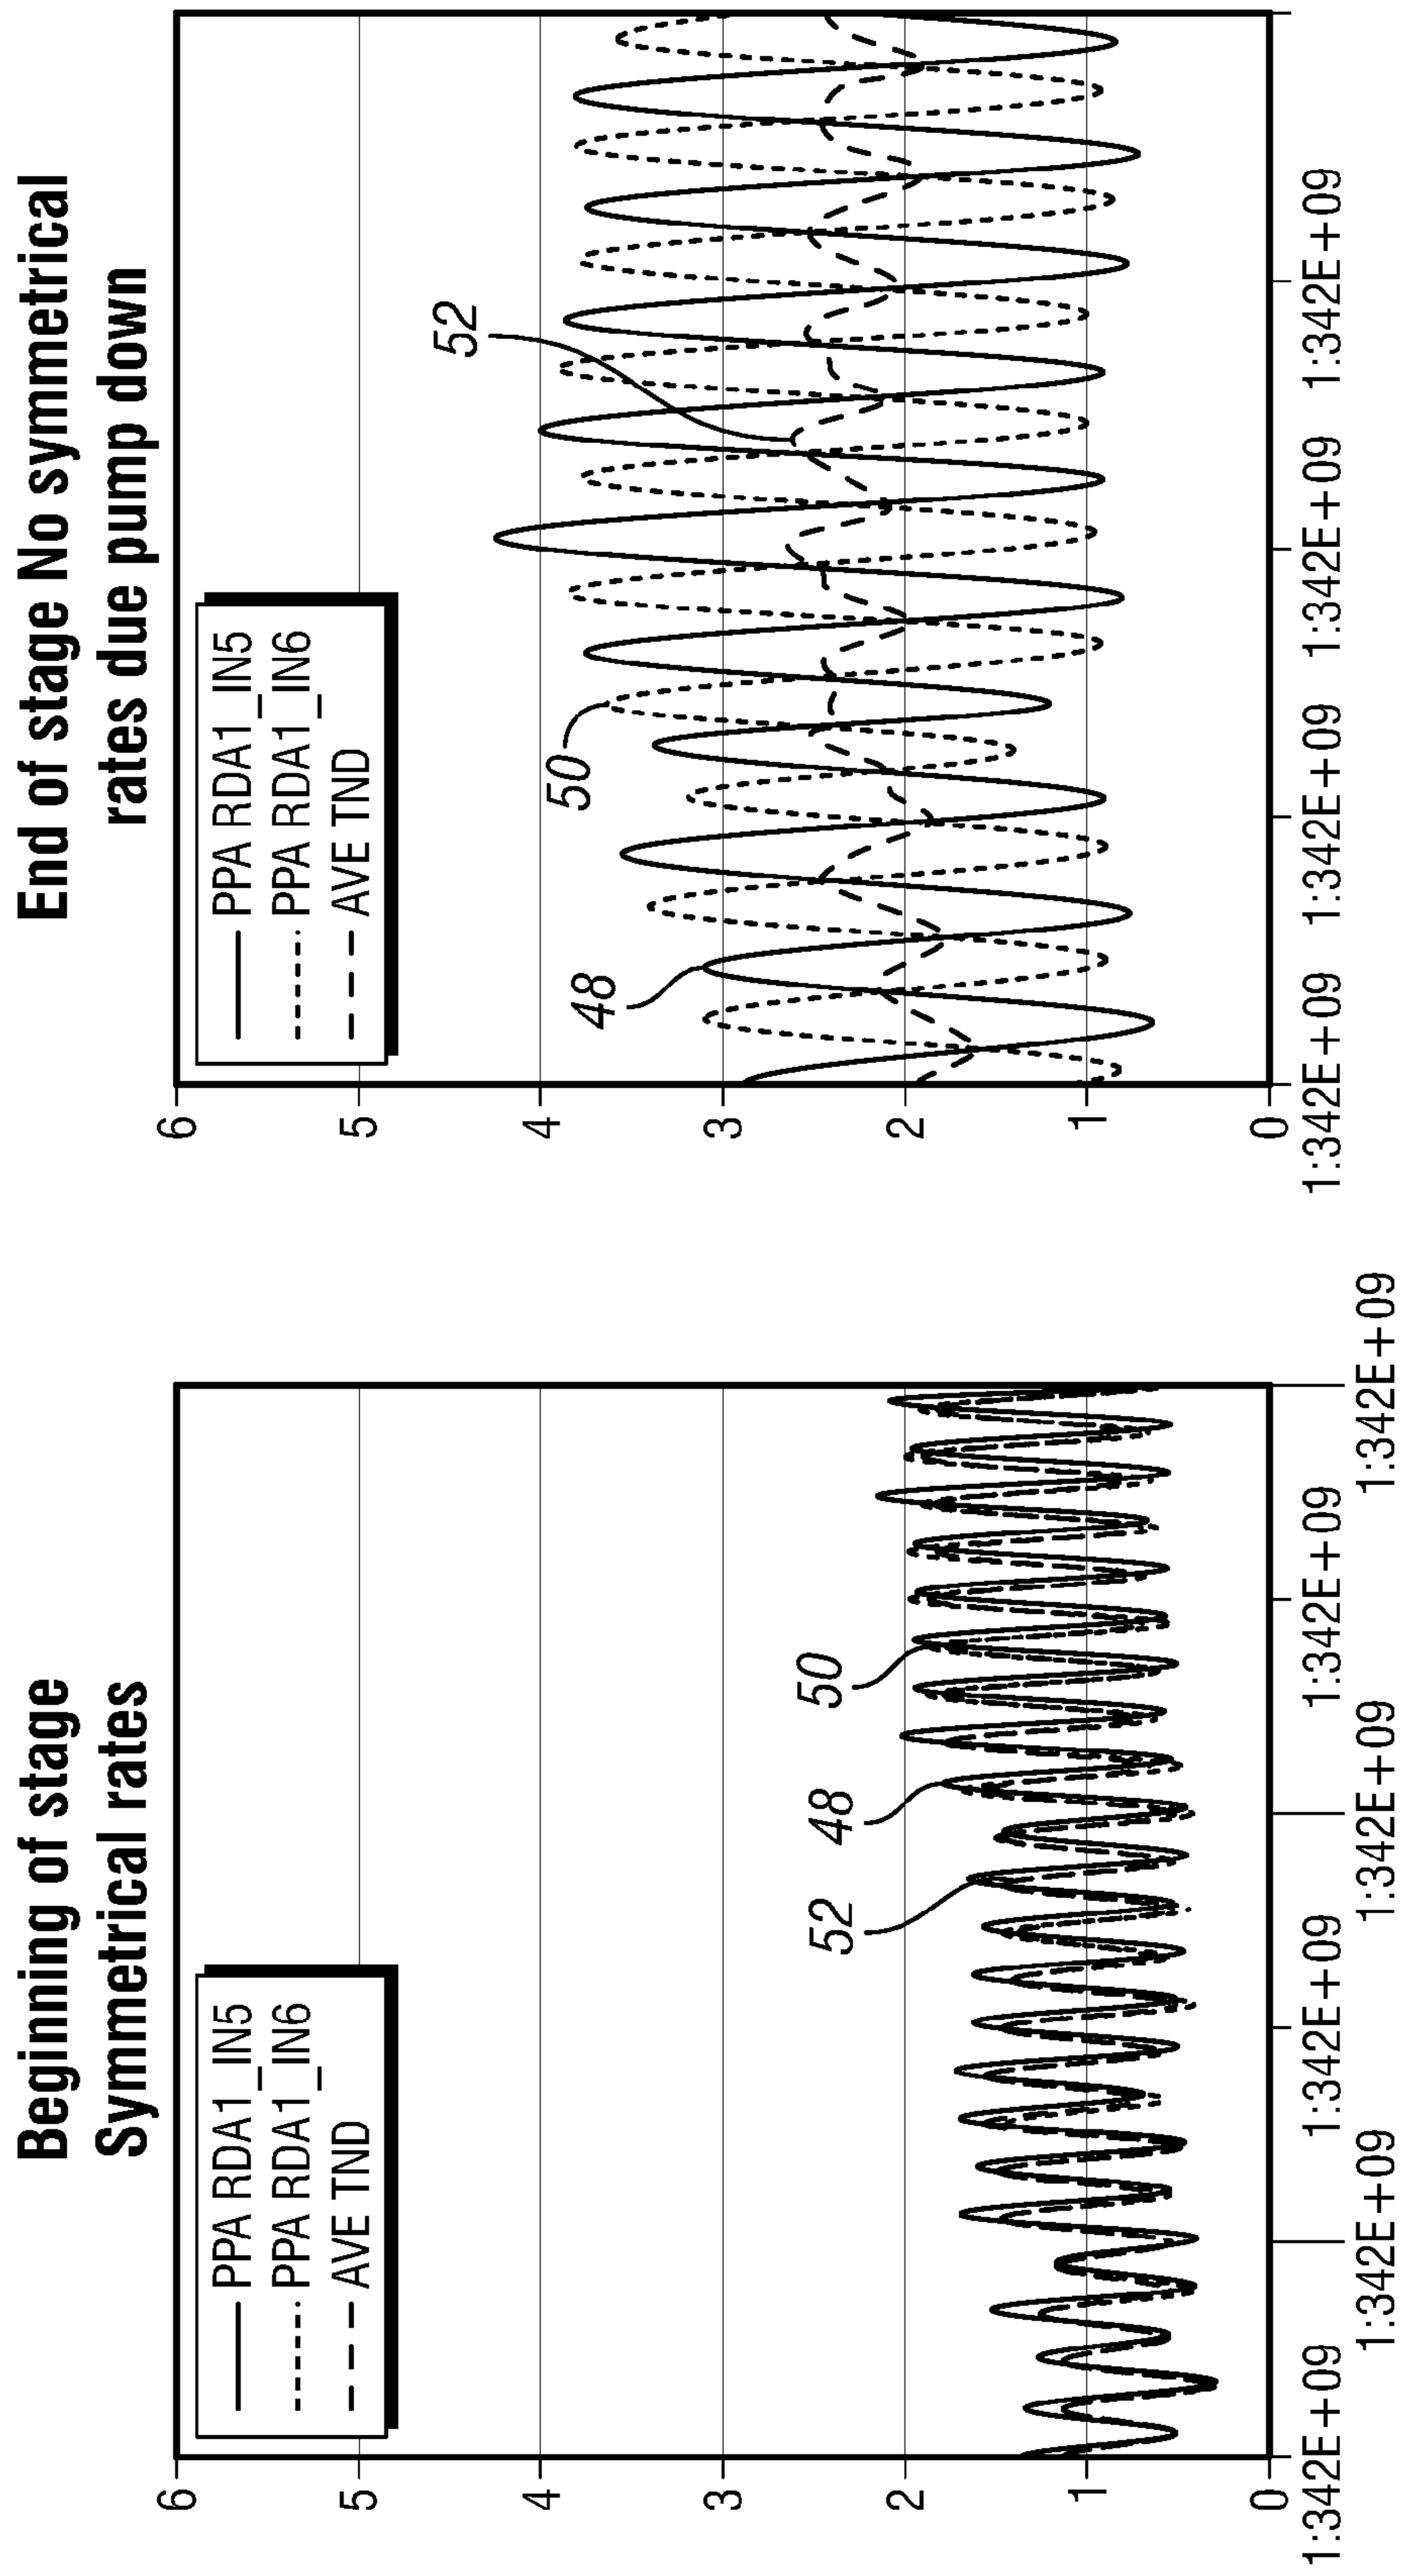 Beginning of stage
Symmetrical rates
PPA RDA1_IN5
PPA RDA1_IN6
AVE TND
6
5
4
3
2
1
0
52
48
50
1:342E+09 1:342E+09 1:342E+09
1:342E+09 1:342E+09 1:342E+09
End of stage No symmetrical
rates due pump down
PPA RDA1_IN5
PPA RDA1_IN6
AVE TND
6
5
4
3
2
1
0
48
50
52
1:342E+09 1:342E+09 1:342E+09 1:342E+09